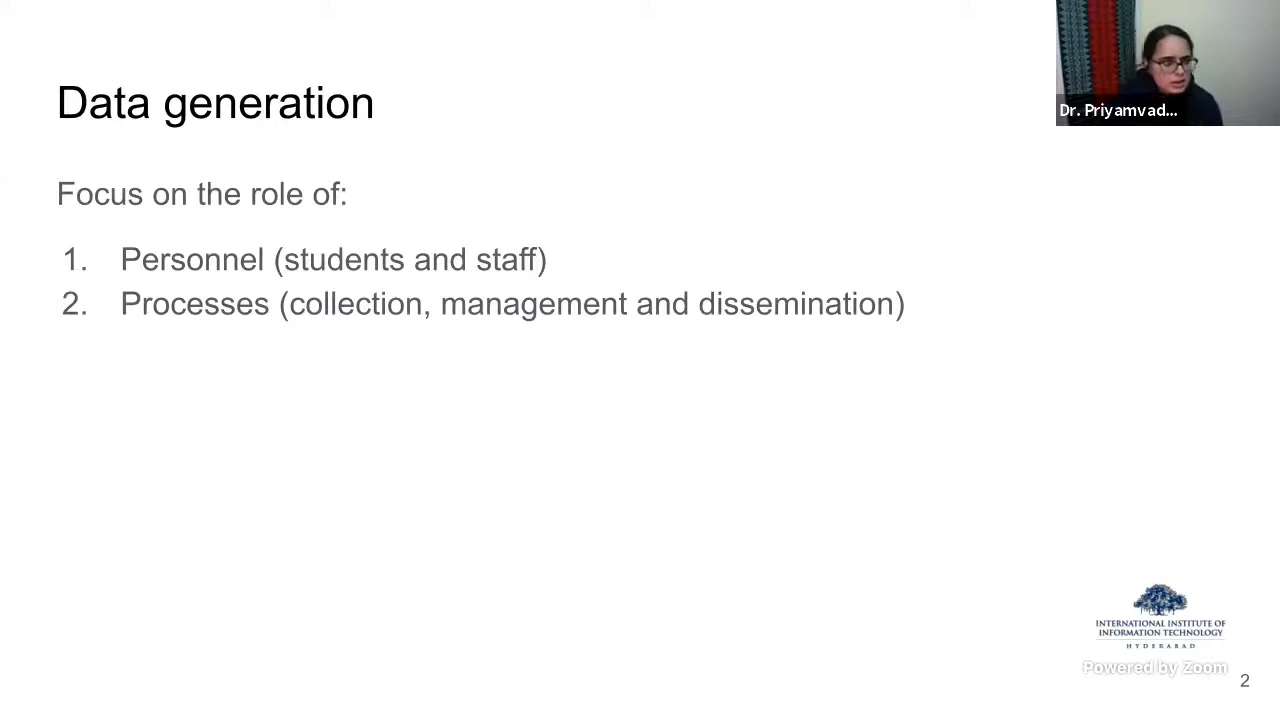 Data generation
Dr. Priyamvad...
Focus on the role of:
1. Personnel (students and staff)
2. Processes (collection, management and dissemination)
INTERNATIONAL INSTITUTE OF
INFORMATION TECHNOLOGY
HYDERABAD
Powered by Zoom
2